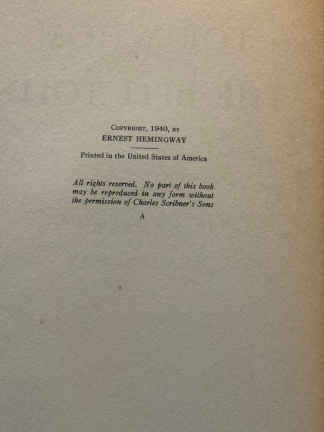 COPYRIGHT, 1940, BY
ERNEST HEMINGWAY
Printed in the United States of America
All rights reserved. No part of this book
may be reproduced in any form without
the permission of Charles Scribner's Sons
A